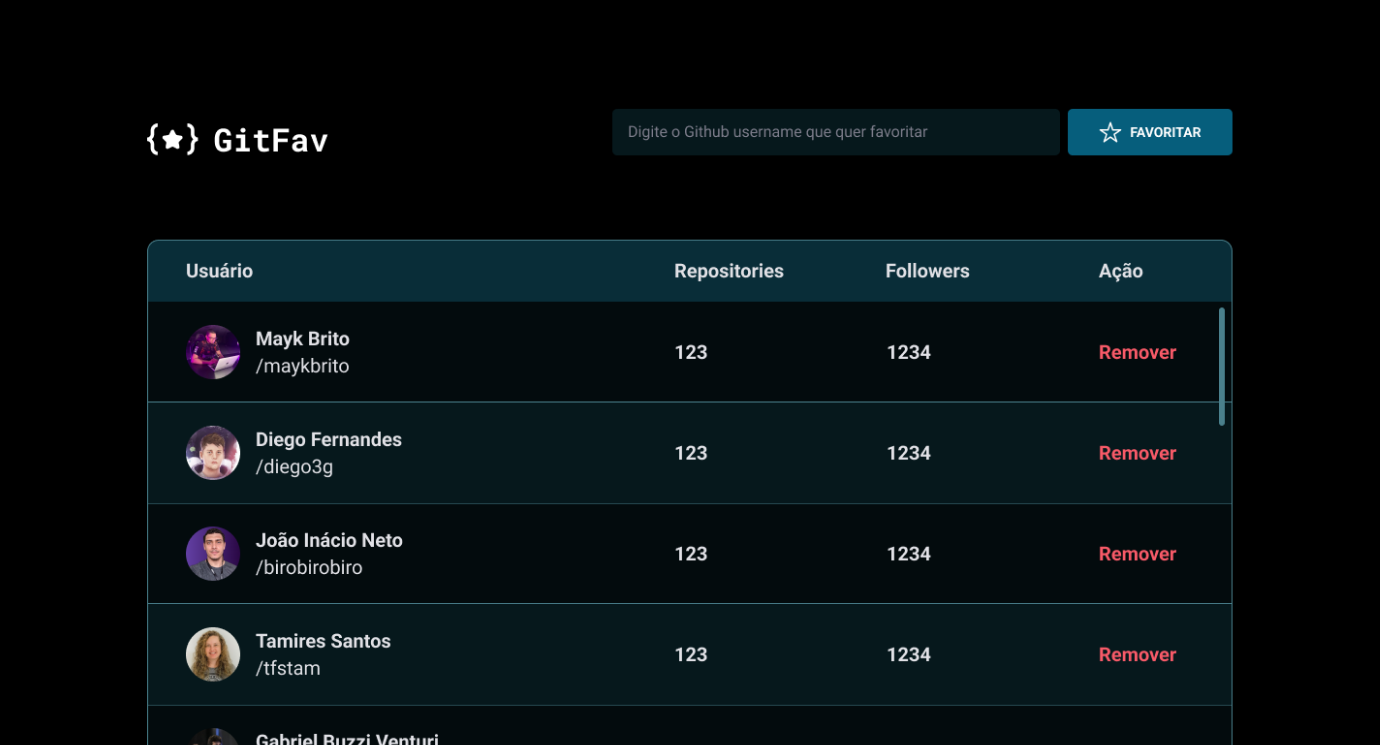 {★} GitFav
Digite o Github username que quer favoritar
FAVORITAR
Usuário Repositories Followers Ação
Mayk Brito
/maykbrito
123 1234 Remover
Diego Fernandes
/diego3g
123 1234 Remover
João Inácio Neto
/birobirobiro
123 1234 Remover
Tamires Santos
/tfstam
123 1234 Remover
Gabriel Buzzi Venturi